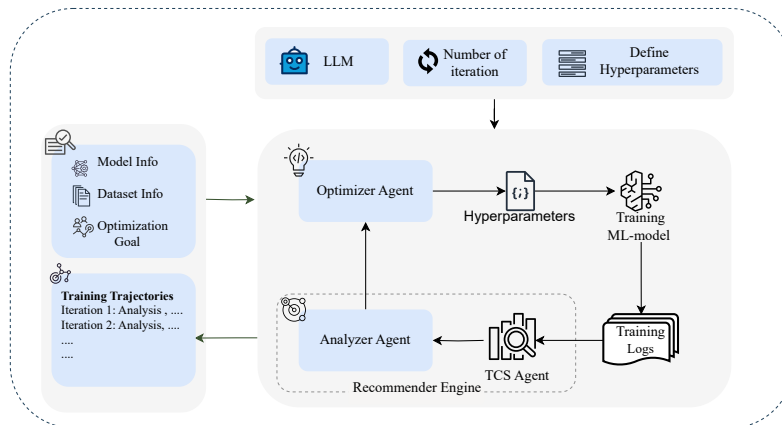 LLM
Number of
iteration
Define
Hyperparameters
Model Info
Dataset Info
Optimization
Goal
Training Trajectories
Iteration 1: Analysis , ....
Iteration 2: Analysis, ....
....
....
Optimizer Agent
{;}
Hyperparameters
Training
ML-model
Analyzer Agent
TCS Agent
Training
Logs
Recommender Engine